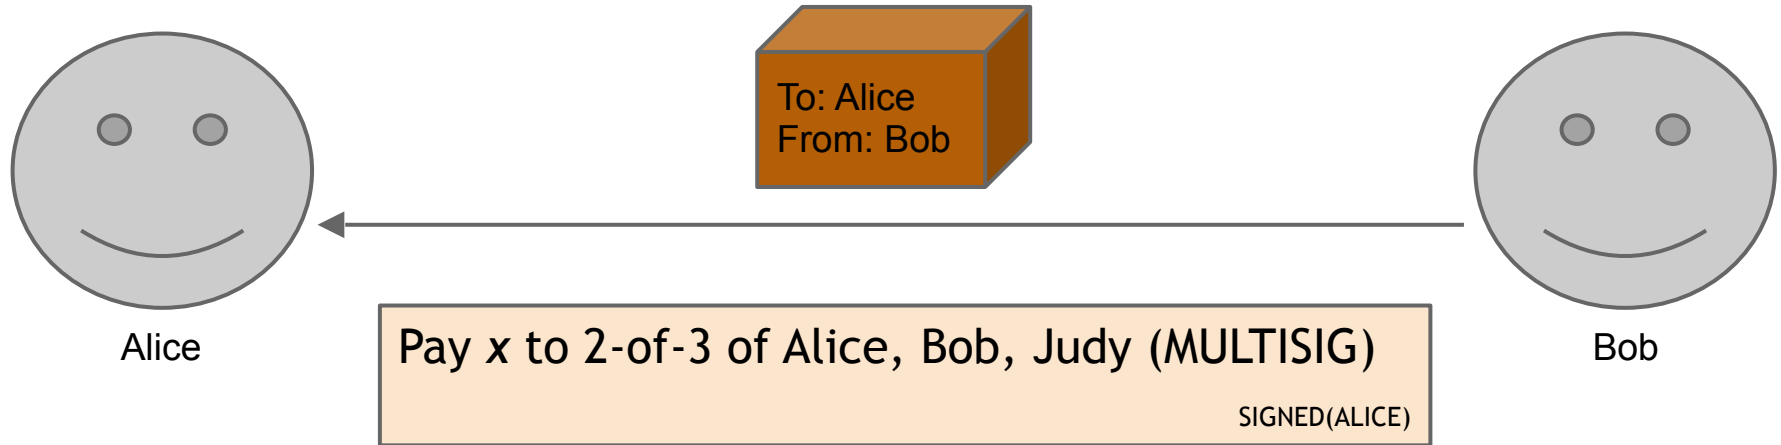 To: Alice
From: Bob
Alice
Pay x to 2-of-3 of Alice, Bob, Judy (MULTISIG)
SIGNED(ALICE)
Bob